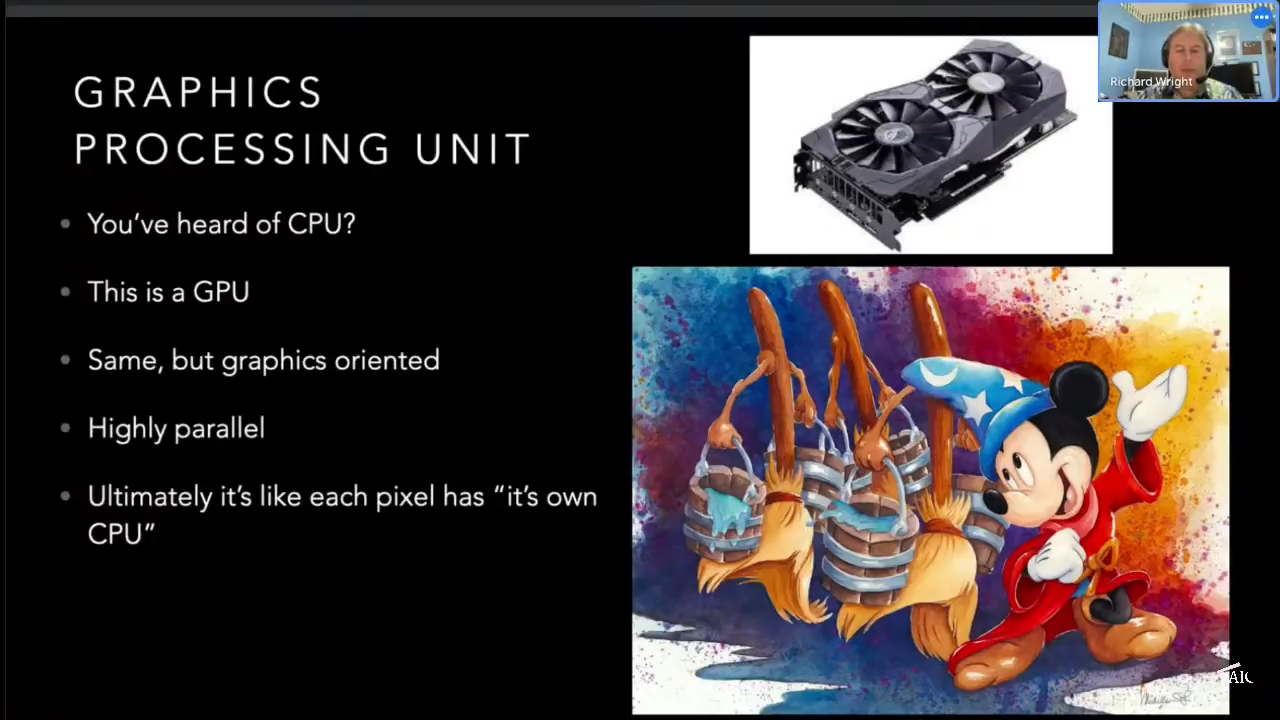 GRAPHICS
PROCESSING UNIT
• You've heard of CPU?
• This is a GPU
• Same, but graphics oriented
• Highly parallel
• Ultimately it's like each pixel has “it's own
CPU”
Richard Wright